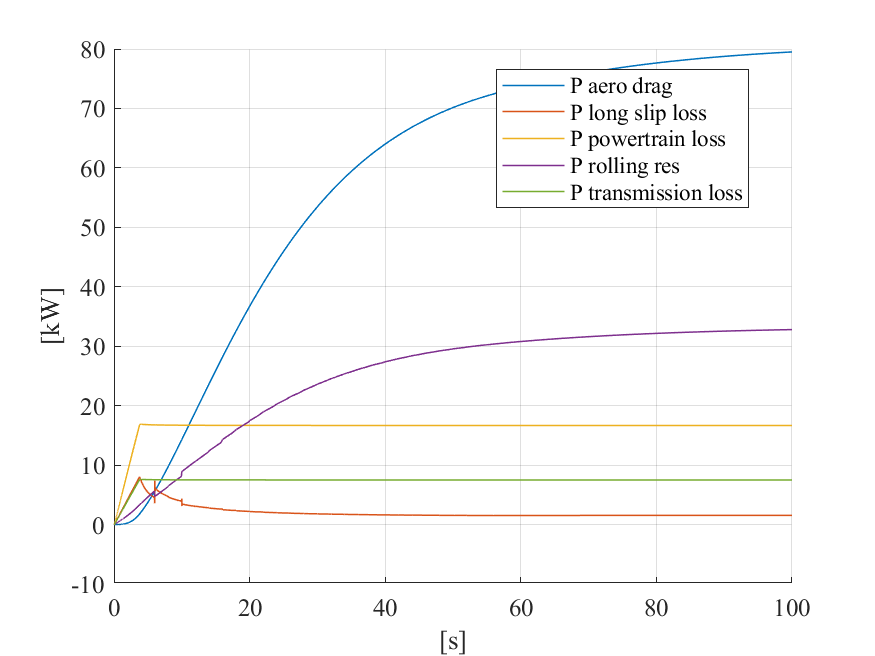 80
70
60
50
40
30
20
10
0
-10
[kW]
P aero drag
P long slip loss
P powertrain loss
P rolling res
P transmission loss
0 20 40 60 80 100
[s]